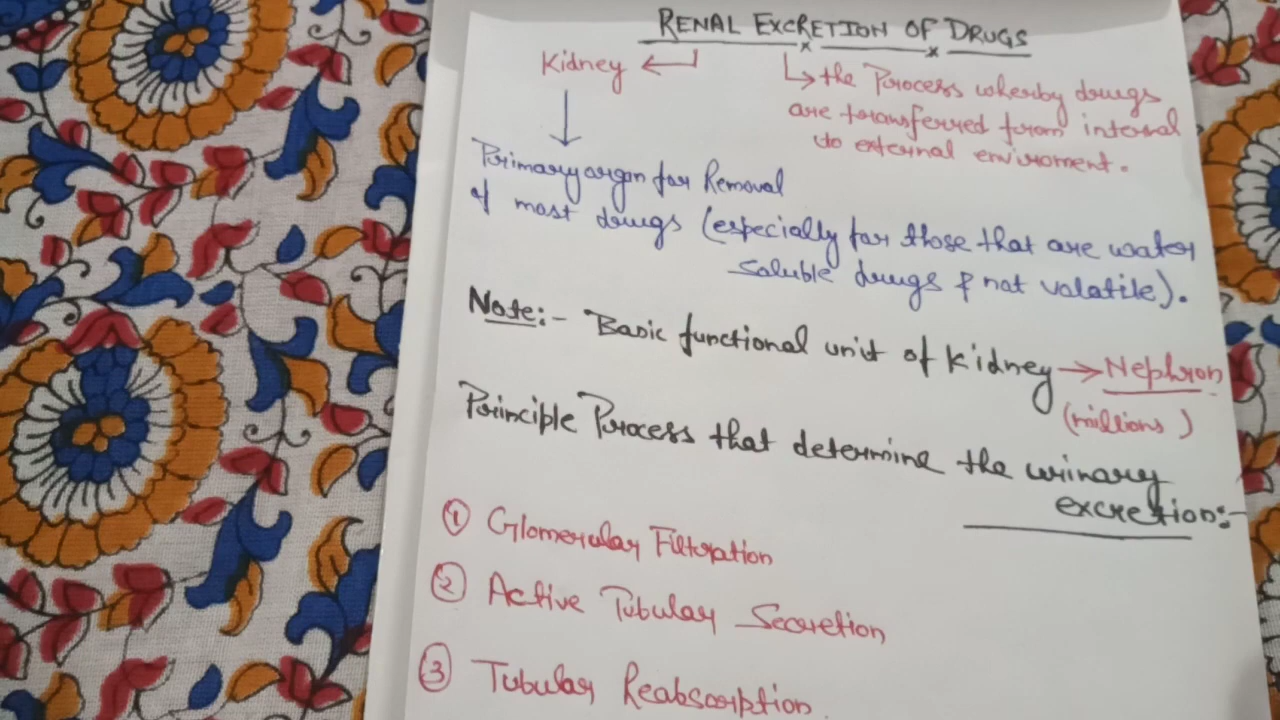 RENAL EXCRETION OF DRUGS
Kidney ← ↳ the Process wherby drugs
are transferred from internal
to external enviroment.
Primary organ for Removal
of most drugs (especially for those that are water
soluble drugs & not volatile).
Note:- Basic functional unit of kidney → Nephron
(millions)
Principle Process that determine the urinary
excretion:-
① Glomerular Filtration
② Active Tubular Secretion
③ Tubular Reabsorption